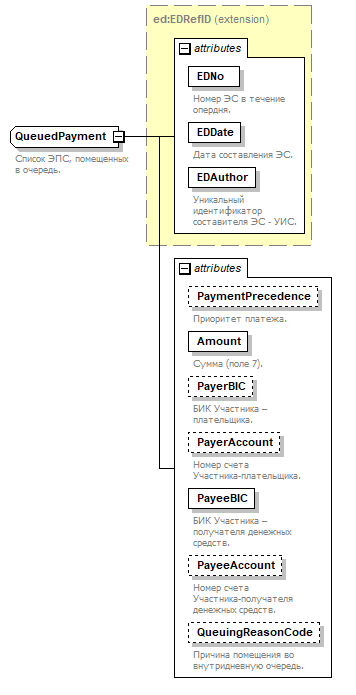 ed:EDRefID (extension)
attributes
EDNo
Номер ЭС в течение
опердня.
EDDate
Дата составления ЭС.
EDAuthor
Уникальный
идентификатор
составителя ЭС - УИС.
QueuedPayment
Список ЭПС, помещенных
в очередь.
attributes
PaymentPrecedence
Приоритет платежа.
Amount
Сумма (поле 7).
PayerBIC
БИК Участника –
плательщика.
PayerAccount
Номер счета
Участника-плательщика.
PayeeBIC
БИК Участника –
получателя денежных
средств.
PayeeAccount
Номер счета
Участника-получателя
денежных средств.
QueuingReasonCode
Причина помещения во
внутридневную очередь.